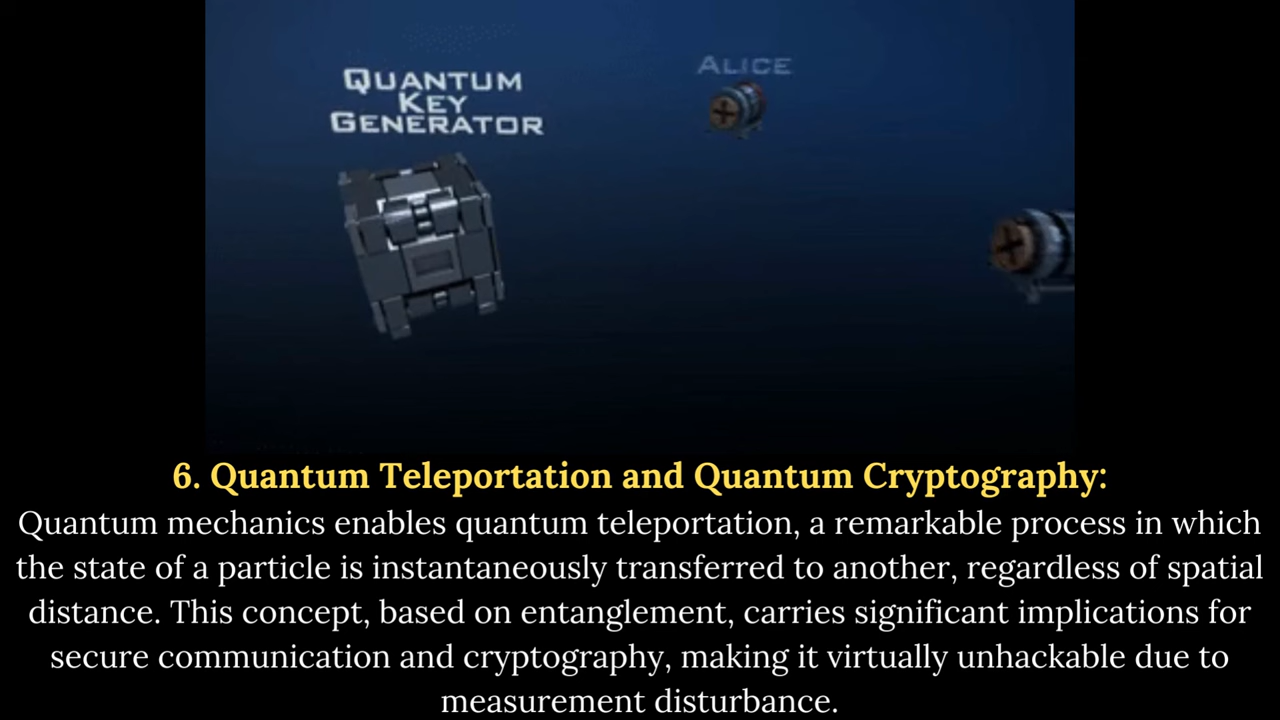 QUANTUM
KEY
GENERATOR
ALICE
6. Quantum Teleportation and Quantum Cryptography:
Quantum mechanics enables quantum teleportation, a remarkable process in which
the state of a particle is instantaneously transferred to another, regardless of spatial
distance. This concept, based on entanglement, carries significant implications for
secure communication and cryptography, making it virtually unhackable due to
measurement disturbance.